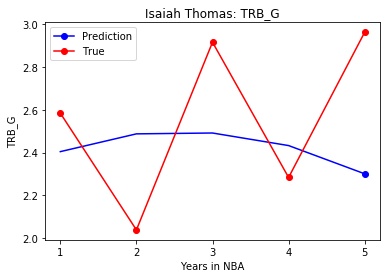 Isaiah Thomas: TRB_G
Prediction
True
3.0
2.8
2.6
2.4
2.2
2.0
TRB_G
1 2 3 4 5
Years in NBA